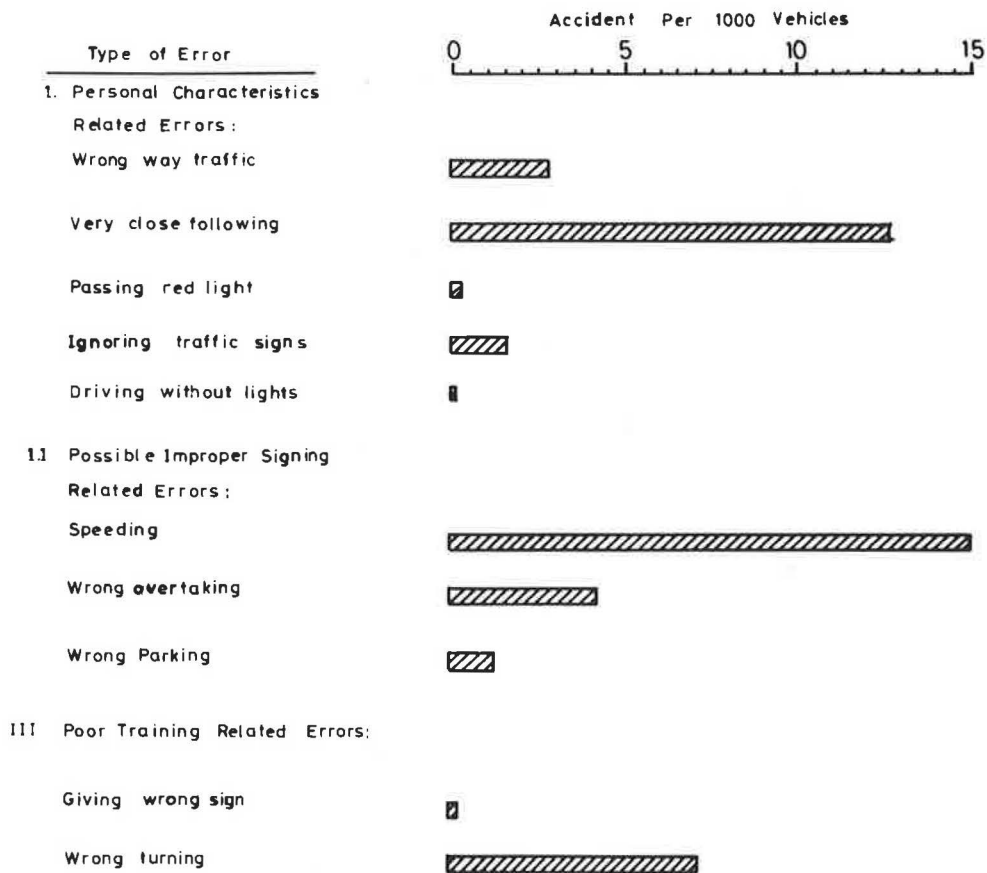 Accident Per 1000 Vehicles
Type of Error
0 5 10 15
1. Personal Characteristics
Related Errors:
Wrong way traffic
Very close following
Passing red light
Ignoring traffic signs
Driving without lights
1.1 Possible Improper Signing
Related Errors:
Speeding
Wrong overtaking
Wrong Parking
III Poor Training Related Errors:
Giving wrong sign
Wrong turning